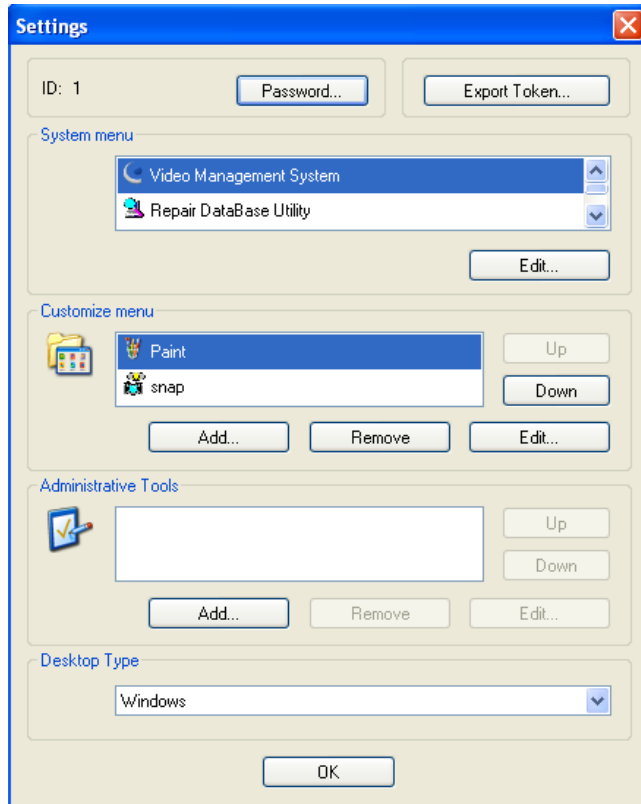 Settings
ID: 1 Password... Export Token...
System menu
Video Management System
Repair DataBase Utility
Edit...
Customize menu
Paint Up
snap Down
Add... Remove Edit...
Administrative Tools
Up
Down
Add... Remove Edit...
Desktop Type
Windows
OK